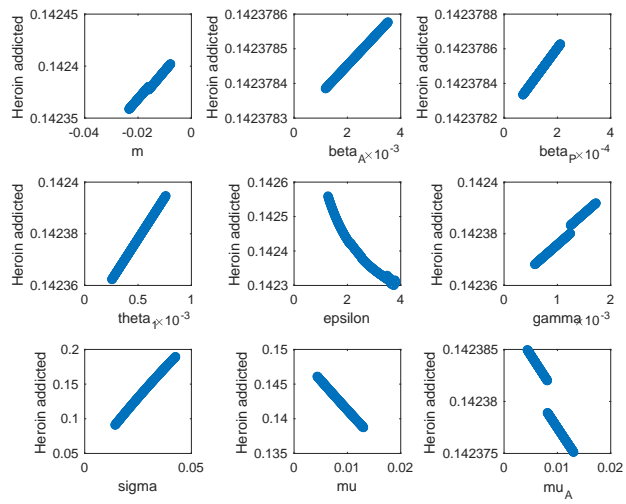 0.14245
0.1424
0.14235
-0.04 -0.02 0
Heroin addicted
m
0.1423786
0.1423785
0.1423784
0.1423783
0 2 4
Heroin addicted
beta_A ×10^-3
0.1423788
0.1423786
0.1423784
0.1423782
0 2 4
Heroin addicted
beta_P ×10^-4
0.1424
0.14238
0.14236
0 0.5 1
Heroin addicted
theta_1 ×10^-3
0.1426
0.1425
0.1424
0.1423
0 2 4
Heroin addicted
epsilon
0.1424
0.14238
0.14236
0 1 2
Heroin addicted
gamma ×10^-3
0.2
0.15
0.1
0.05
0 0.05
Heroin addicted
sigma
0.15
0.145
0.14
0.135
0 0.01 0.02
Heroin addicted
mu
0.142385
0.14238
0.142375
0 0.01 0.02
Heroin addicted
mu_A